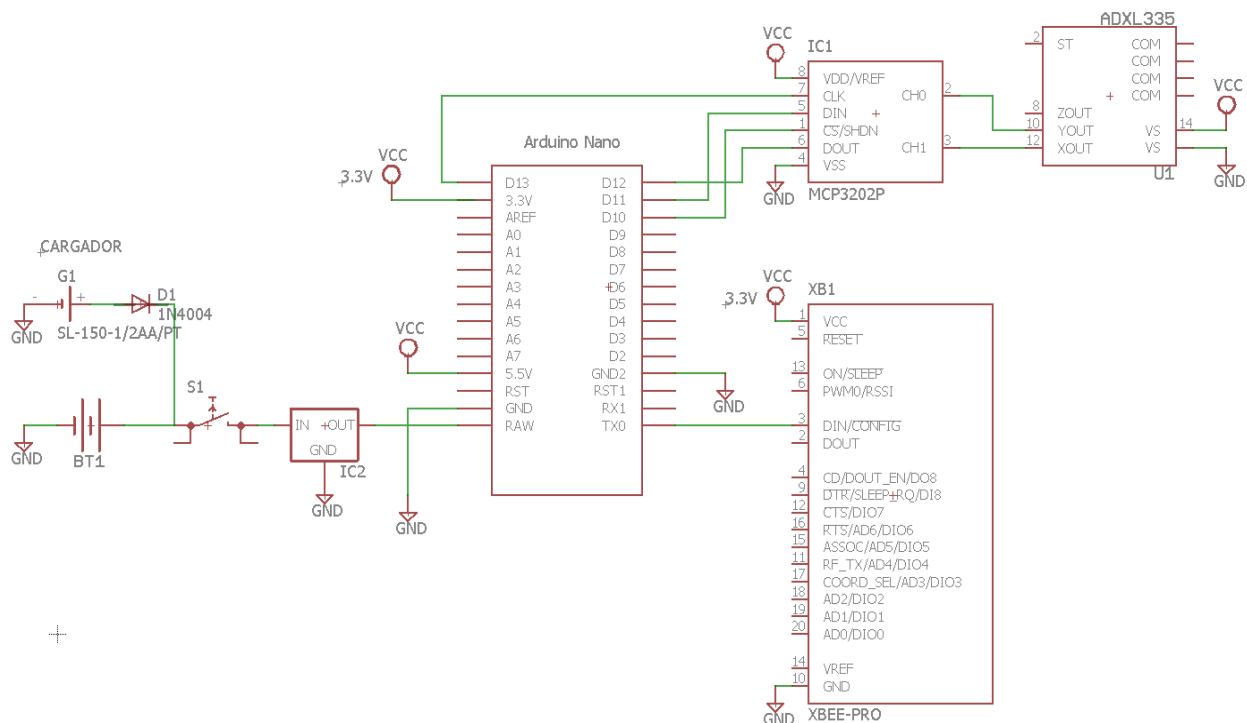 CARGADOR
G1
-
+
D1
1N4004
GND
SL-150-1/2AA/PT
GND
BT1
S1
IN
OUT
GND
IC2
GND
Arduino Nano
VCC
3.3V
VCC
D13
3.3V
AREF
A0
A1
A2
A3
A4
A5
A6
A7
5.5V
RST
GND
RAW
D12
D11
D10
D9
D8
D7
D6
D5
D4
D3
D2
GND2
RST1
RX1
TX0
GND
GND
VCC
IC1
8
7
5
1
6
4
VDD/VREF
CLK
DIN
CS/SHDN
DOUT
VSS
CH0
2
CH1
3
GND
MCP3202P
ADXL335
2
ST
8
ZOUT
10
YOUT
12
XOUT
COM
COM
COM
COM
VS
14
VS
U1
VCC
GND
VCC
3.3V
XB1
1 VCC
5 RESET
13 ON/SLEEP
6 PWM0/RSSI
3 DIN/CONFIG
2 DOUT
4 CD/DOUT_EN/DO8
9 DTR/SLEEP_RQ/DI8
12 CTS/DIO7
16 RTS/AD6/DIO6
15 ASSOC/AD5/DIO5
11 RF_TX/AD4/DIO4
17 COORD_SEL/AD3/DIO3
18 AD2/DIO2
19 AD1/DIO1
20 AD0/DIO0
14 VREF
10 GND
GND
XBEE-PRO